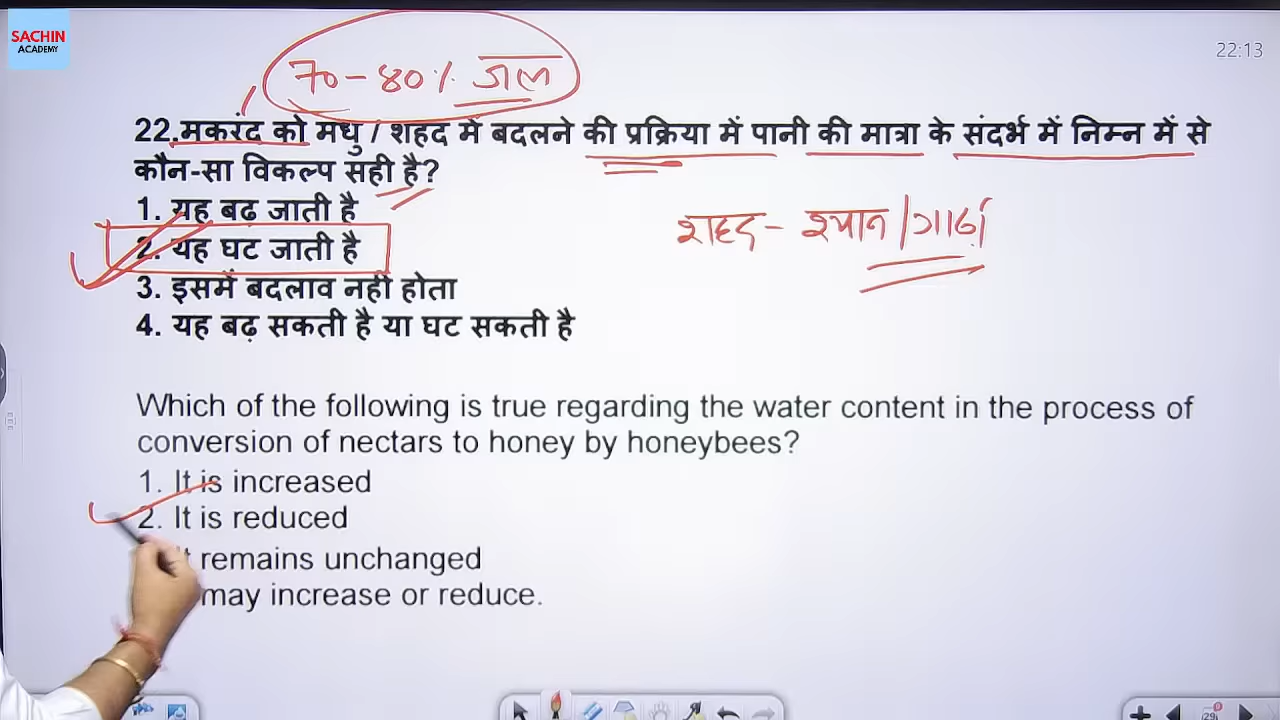 SACHIN
ACADEMY
22:13
70-80% जल
22.मकरंद को मधु / शहद में बदलने की प्रक्रिया में पानी की मात्रा के संदर्भ में निम्न में से
कौन-सा विकल्प सही है?
1. यह बढ़ जाती है
शहद - श्यान / गाढ़ा
2. यह घट जाती है
3. इसमें बदलाव नहीं होता
4. यह बढ़ सकती है या घट सकती है
Which of the following is true regarding the water content in the process of
conversion of nectars to honey by honeybees?
1. It is increased
2. It is reduced
It remains unchanged
may increase or reduce.
29